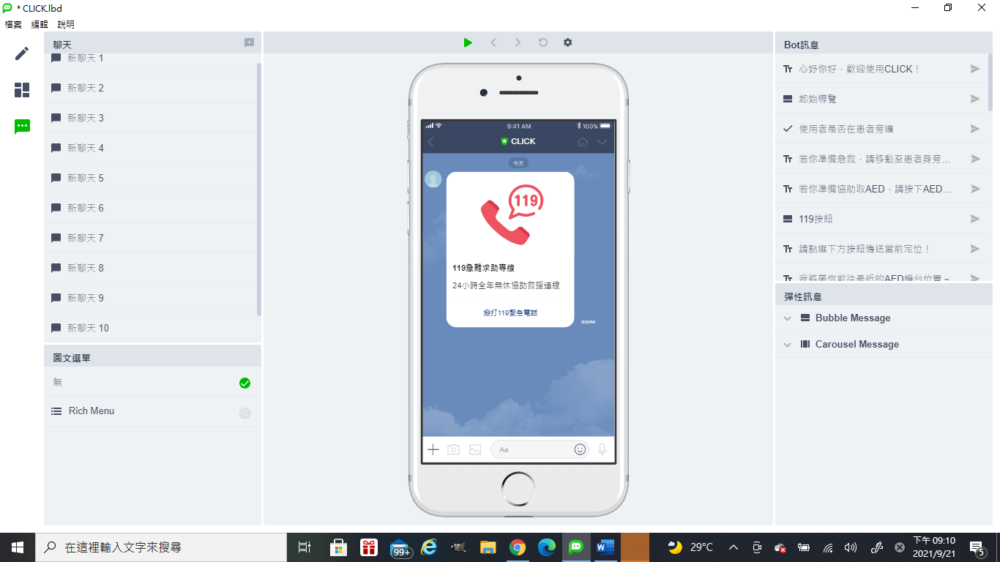 * CLICK.lbd
檔案 編輯 說明
聊天
新聊天 1
新聊天 2
新聊天 3
新聊天 4
新聊天 5
新聊天 6
新聊天 7
新聊天 8
新聊天 9
新聊天 10
圖文選單
無
Rich Menu
9:41 AM
100%
CLICK
今天
119
119急難求助專線
24小時全年無休協助救援連線
撥打119緊急電話
Aa
Bot訊息
心妤你好，歡迎使用CLICK！
起始導覽
使用者是否在患者旁邊
若你準備急救，請移動至患者身旁…
若你準備協助取AED，請按下AED…
119按鈕
請點選下方按鈕傳送當前定位！
我將帶你前往最近的AED機台位置～
彈性訊息
Bubble Message
Carousel Message
在這裡輸入文字來搜尋
99+
29°C
下午 09:10
2021/9/21
5